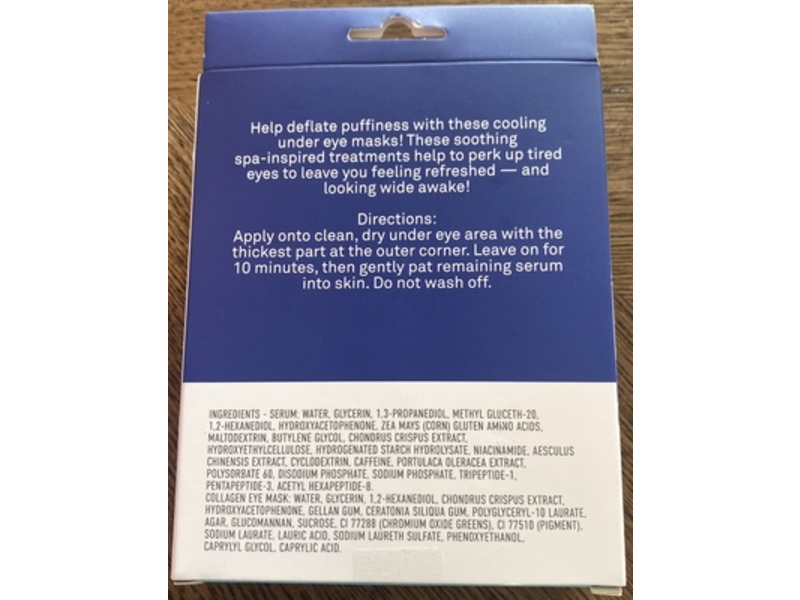 Help deflate puffiness with these cooling
under eye masks! These soothing
spa-inspired treatments help to perk up tired
eyes to leave you feeling refreshed — and
looking wide awake!
Directions:
Apply onto clean, dry under eye area with the
thickest part at the outer corner. Leave on for
10 minutes, then gently pat remaining serum
into skin. Do not wash off.
INGREDIENTS - SERUM: WATER, GLYCERIN, 1,3-PROPANEDIOL, METHYL GLUCETH-20,
1,2-HEXANEDIOL, HYDROXYACETOPHENONE, ZEA MAYS (CORN) GLUTEN AMINO ACIDS,
MALTODEXTRIN, BUTYLENE GLYCOL, CHONDRUS CRISPUS EXTRACT,
HYDROXYETHYLCELLULOSE, HYDROGENATED STARCH HYDROLYSATE, NIACINAMIDE, AESCULUS
CHINENSIS EXTRACT, CYCLODEXTRIN, CAFFEINE, PORTULACA OLERACEA EXTRACT,
POLYSORBATE 60, DISODIUM PHOSPHATE, SODIUM PHOSPHATE, TRIPEPTIDE-1,
PENTAPEPTIDE-3, ACETYL HEXAPEPTIDE-8.
COLLAGEN EYE MASK: WATER, GLYCERIN, 1,2-HEXANEDIOL, CHONDRUS CRISPUS EXTRACT,
HYDROXYACETOPHENONE, GELLAN GUM, CERATONIA SILIQUA GUM, POLYGLYCERYL-10 LAURATE,
AGAR, GLUCOMANNAN, SUCROSE, CI 77288 (CHROMIUM OXIDE GREENS), CI 77510 (PIGMENT),
SODIUM LAURATE, LAURIC ACID, SODIUM LAURETH SULFATE, PHENOXYETHANOL,
CAPRYLYL GLYCOL, CAPRYLIC ACID.